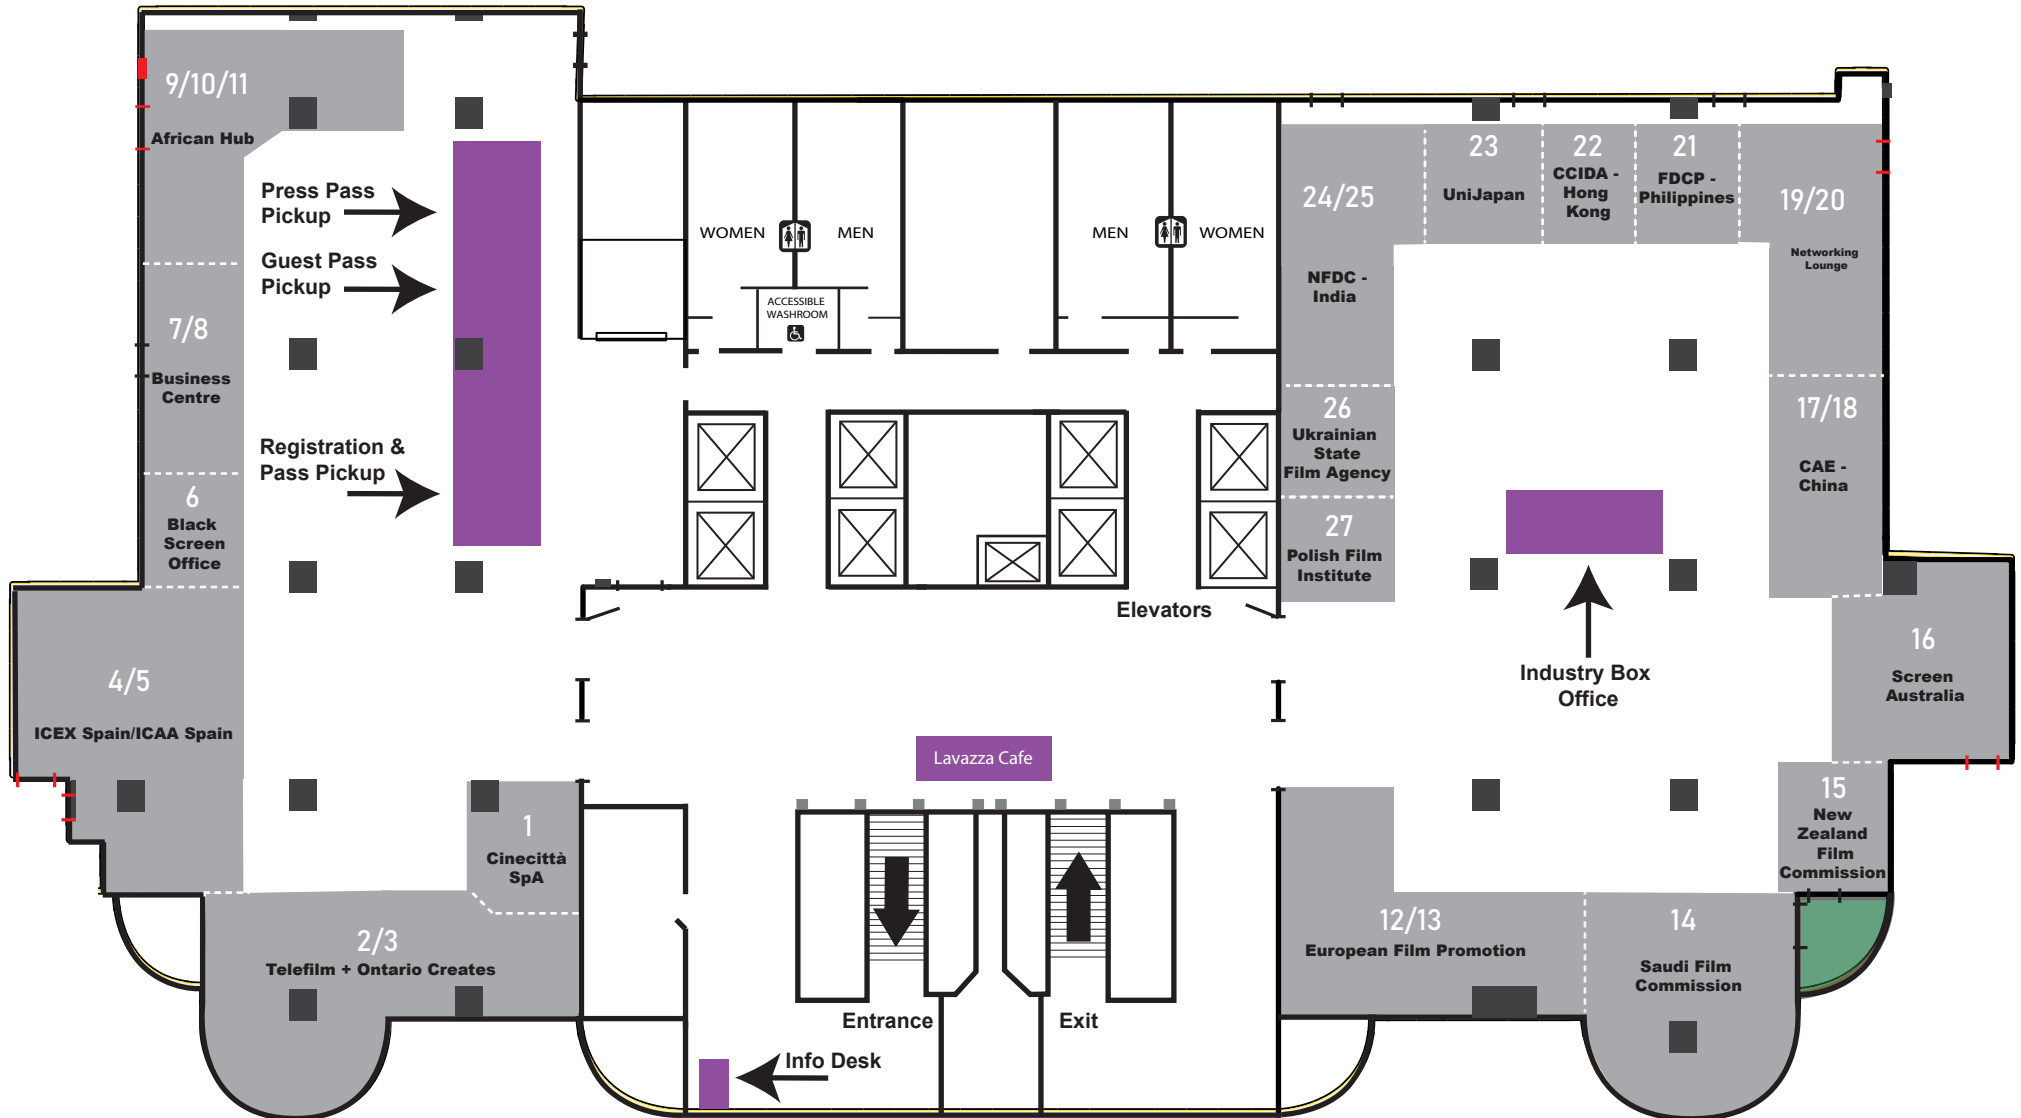 9/10/11
African Hub
Press Pass
Pickup
Guest Pass
Pickup
7/8
Business
Centre
Registration &
Pass Pickup
6
Black
Screen
Office
4/5
ICEX Spain/ICAA Spain
1
Cinecittà
SpA
2/3
Telefilm + Ontario Creates
WOMEN
MEN
ACCESSIBLE
WASHROOM
MEN
WOMEN
Elevators
Lavazza Cafe
Entrance
Exit
Info Desk
24/25
NFDC -
India
23
UniJapan
22
CCIDA -
Hong
Kong
21
FDCP -
Philippines
19/20
Networking
Lounge
26
Ukrainian
State
Film Agency
27
Polish Film
Institute
17/18
CAE -
China
Industry Box
Office
16
Screen
Australia
15
New
Zealand
Film
Commission
12/13
European Film Promotion
14
Saudi Film
Commission